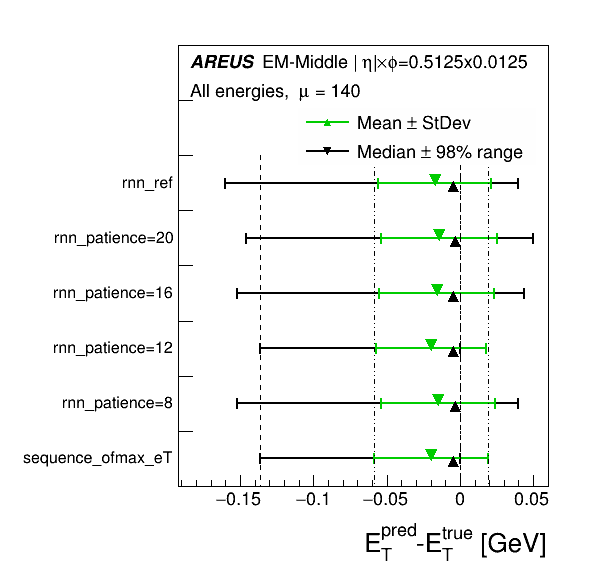 AREUS EM-Middle | η|×ϕ=0.5125x0.0125
All energies, μ = 140
Mean ± StDev
Median ± 98% range
rnn_ref
rnn_patience=20
rnn_patience=16
rnn_patience=12
rnn_patience=8
sequence_ofmax_eT
−0.15 −0.1 −0.05 0 0.05
E_T^pred-E_T^true [GeV]